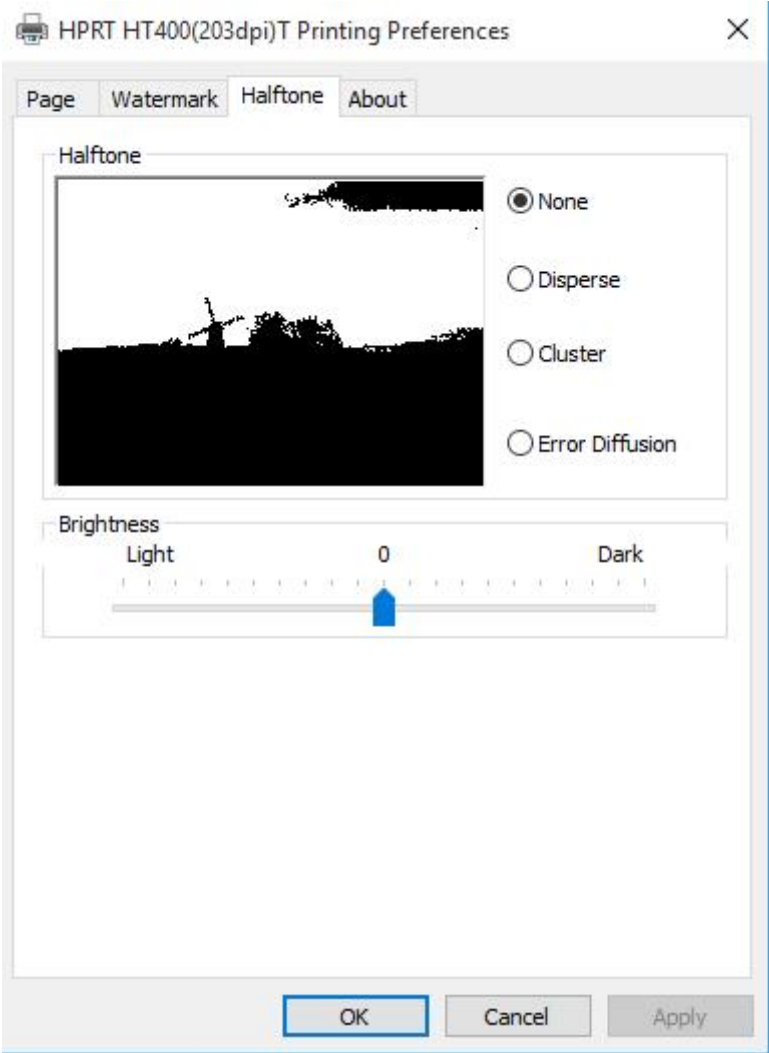 HPRT HT400(203dpi)T Printing Preferences
Page Watermark Halftone About
Halftone
None
Disperse
Cluster
Error Diffusion
Brightness
Light 0 Dark
OK Cancel Apply